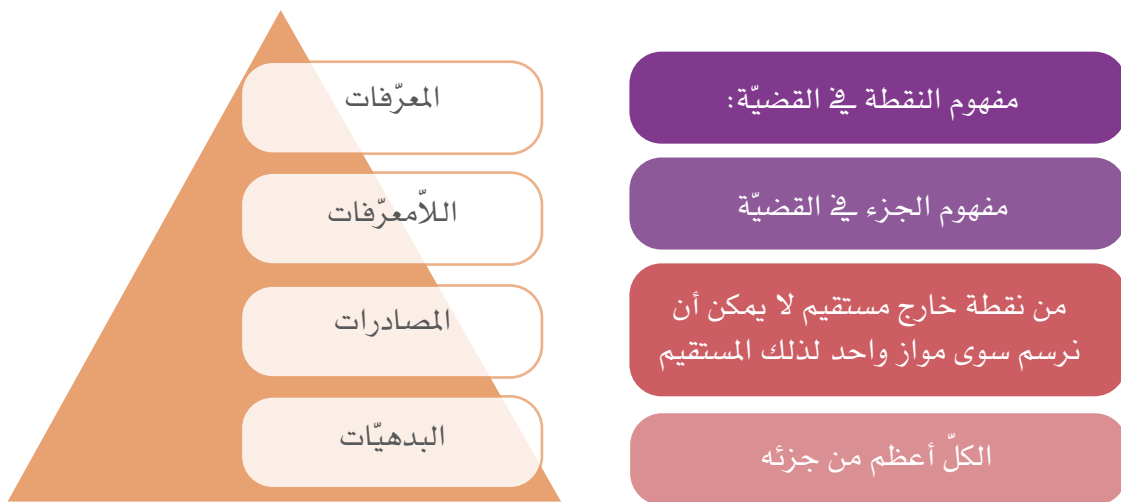 المعرّفات
مفهوم النقطة في القضيّة:
اللاّمعرّفات
مفهوم الجزء في القضيّة
المصادرات
من نقطة خارج مستقيم لا يمكن أن
نرسم سوى مواز واحد لذلك المستقيم
البدهيّات
الكلّ أعظم من جزئه